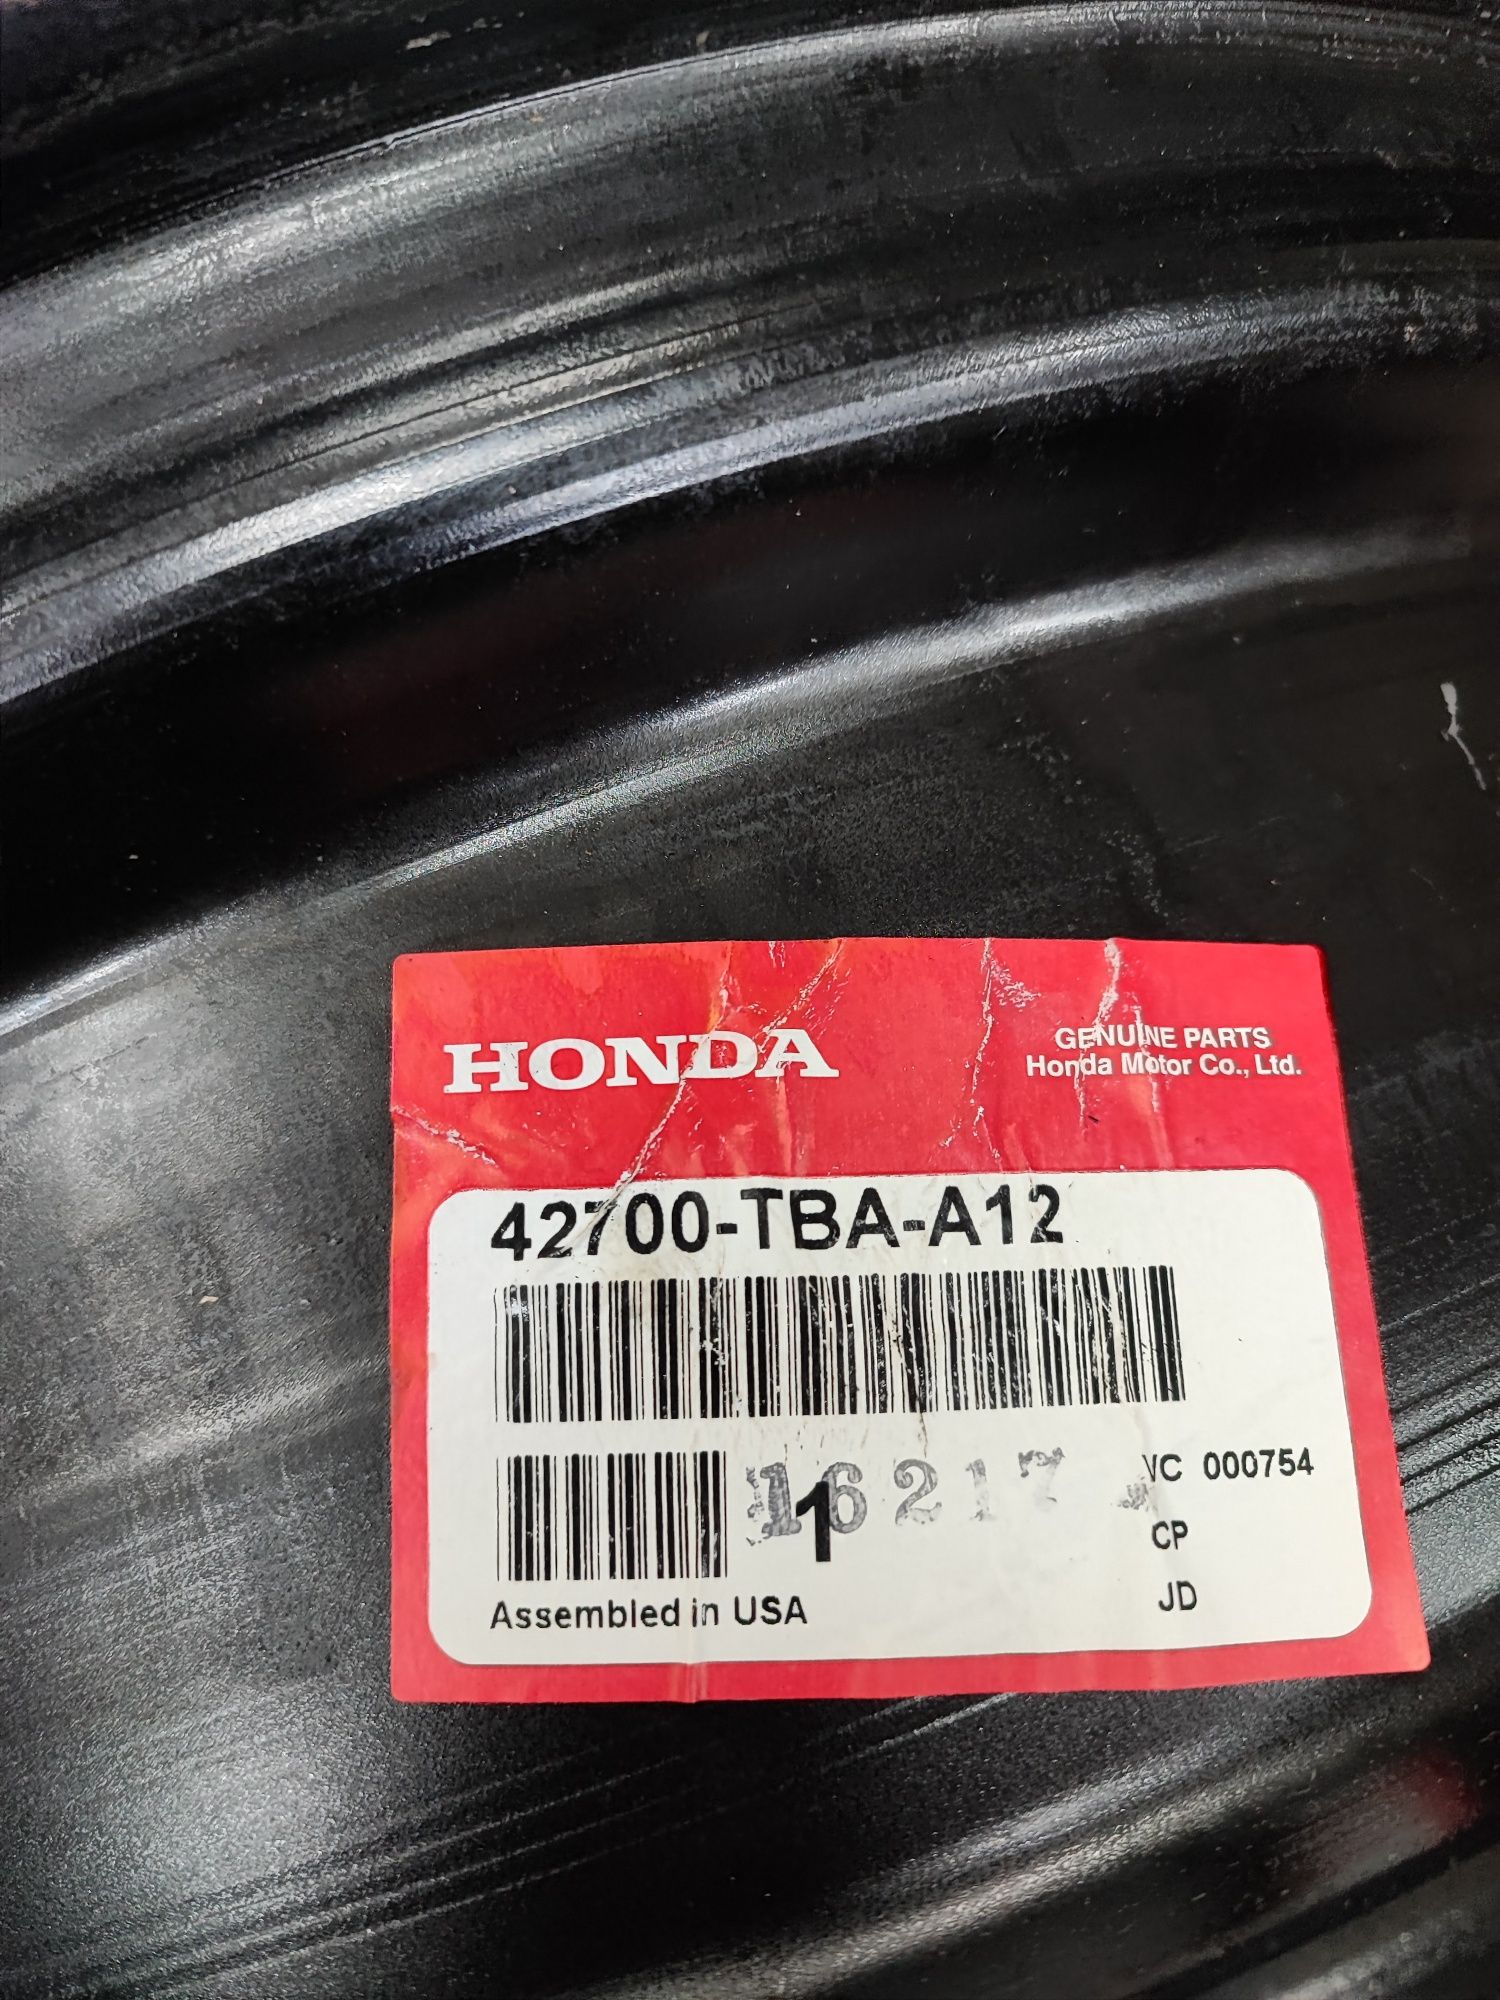 HONDA
GENUINE PARTS
Honda Motor Co., Ltd.
42700-TBA-A12
1
16217
VC 000754
CP
JD
Assembled in USA